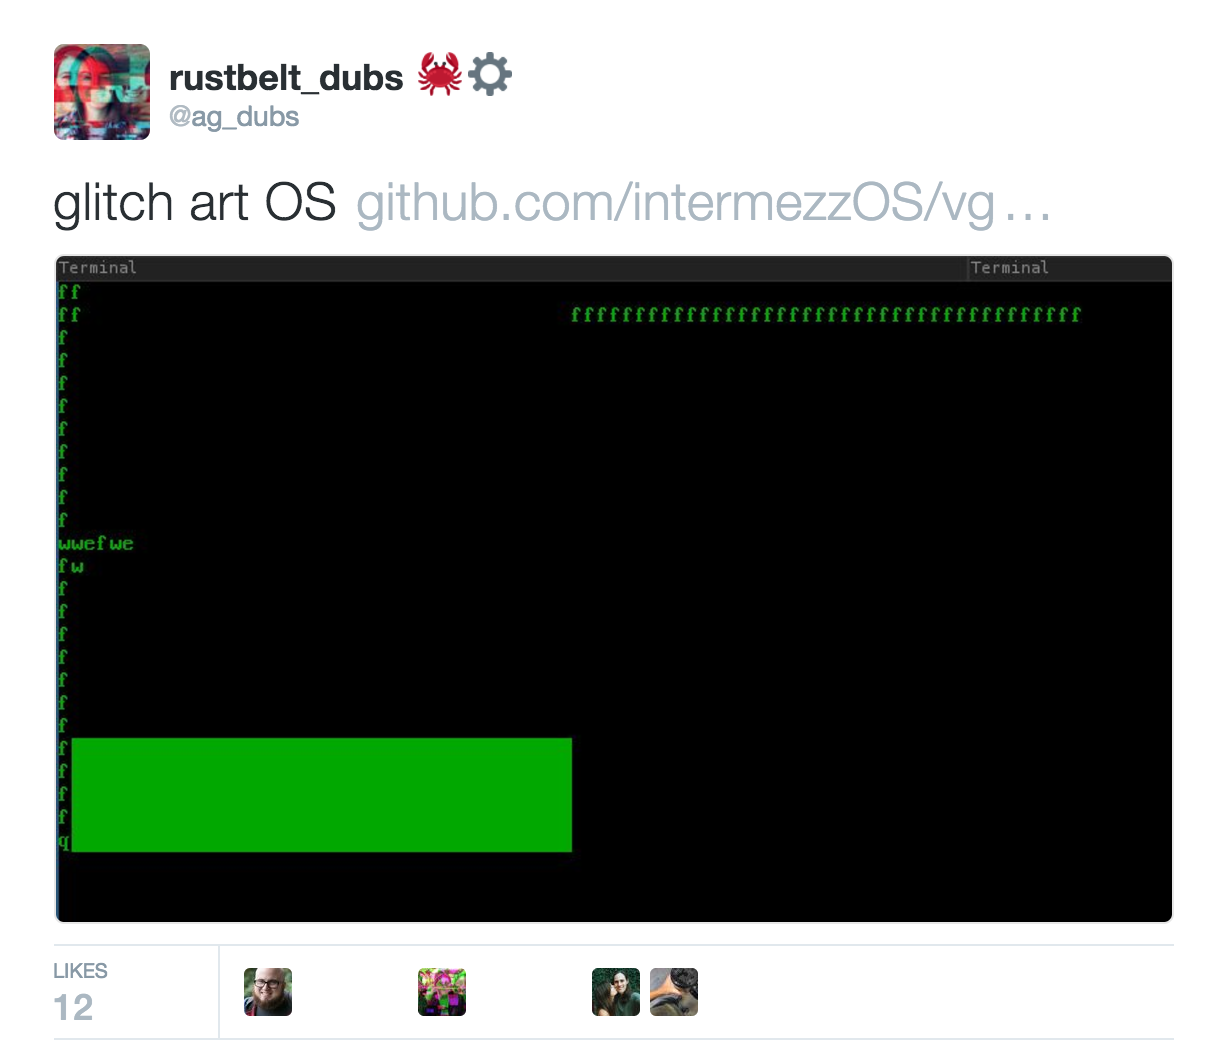 rustbelt_dubs 🦀⚙
@ag_dubs
glitch art OS github.com/intermezzOS/vg…
Terminal Terminal
ff
ff ffffffffffffffffffffffffffffffffffffffff
f
f
f
f
f
f
f
f
f
wwefwe
fw
f
f
f
f
f
f
f
f
f
f
f
q
LIKES
12